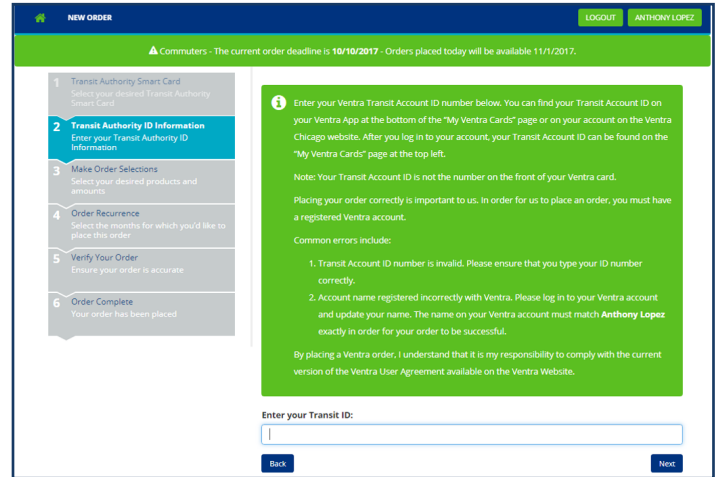 NEW ORDER
LOGOUT
ANTHONY LOPEZ
Commuters - The current order deadline is 10/10/2017 - Orders placed today will be available 11/1/2017.
1 Transit Authority Smart Card
Select your desired Transit Authority
Smart Card
2 Transit Authority ID Information
Enter your Transit Authority ID
Information
3 Make Order Selections
Select your desired products and
amounts
4 Order Recurrence
Select the months for which you'd like to
place this order
5 Verify Your Order
Ensure your order is accurate
6 Order Complete
Your order has been placed
Enter your Ventra Transit Account ID number below. You can find your Transit Account ID on
your Ventra App at the bottom of the "My Ventra Cards" page or on your account on the Ventra
Chicago website. After you log in to your account, your Transit Account ID can be found on the
"My Ventra Cards" page at the top left.
Note: Your Transit Account ID is not the number on the front of your Ventra card.
Placing your order correctly is important to us. In order for us to place an order, you must have
a registered Ventra account.
Common errors include:
1. Transit Account ID number is invalid. Please ensure that you type your ID number
correctly.
2. Account name registered incorrectly with Ventra. Please log in to your Ventra account
and update your name. The name on your Ventra account must match Anthony Lopez
exactly in order for your order to be successful.
By placing a Ventra order, I understand that it is my responsibility to comply with the current
version of the Ventra User Agreement available on the Ventra Website.
Enter your Transit ID:
Back
Next